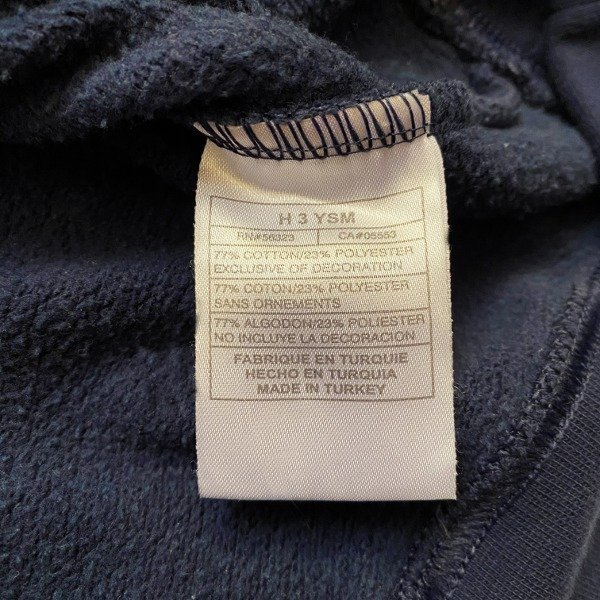 H 3 YSM
RN#56323 CA#05553
77% COTTON/23% POLYESTER
EXCLUSIVE OF DECORATION
77% COTON/23% POLYESTER
SANS ORNEMENTS
77% ALGODON/23% POLIESTER
NO INCLUYE LA DECORACIÓN
FABRIQUE EN TURQUIE
HECHO EN TURQUIA
MADE IN TURKEY